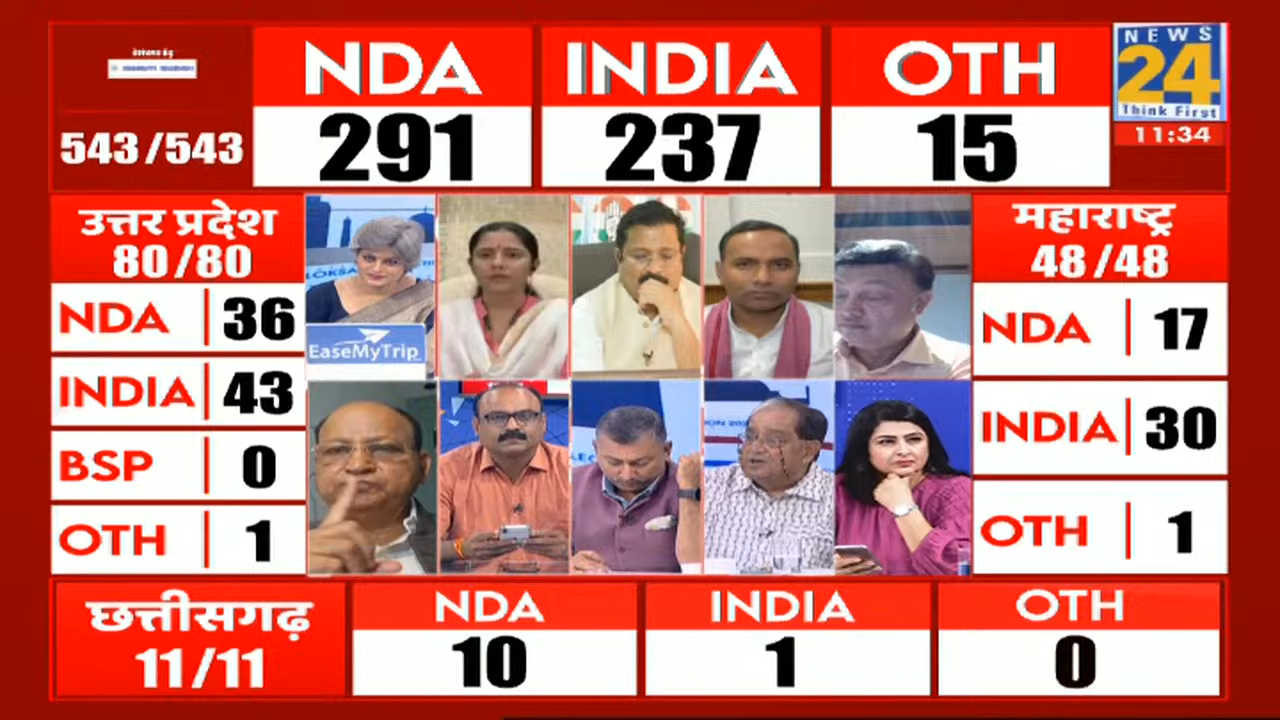 NDA
INDIA
OTH
NEWS
24
Think First
11:34
543/543
291
237
15
उत्तर प्रदेश
80/80
NDA
36
INDIA
43
BSP
0
OTH
1
EaseMyTrip
महाराष्ट्र
48/48
NDA
17
INDIA
30
OTH
1
छत्तीसगढ़
11/11
NDA
10
INDIA
1
OTH
0